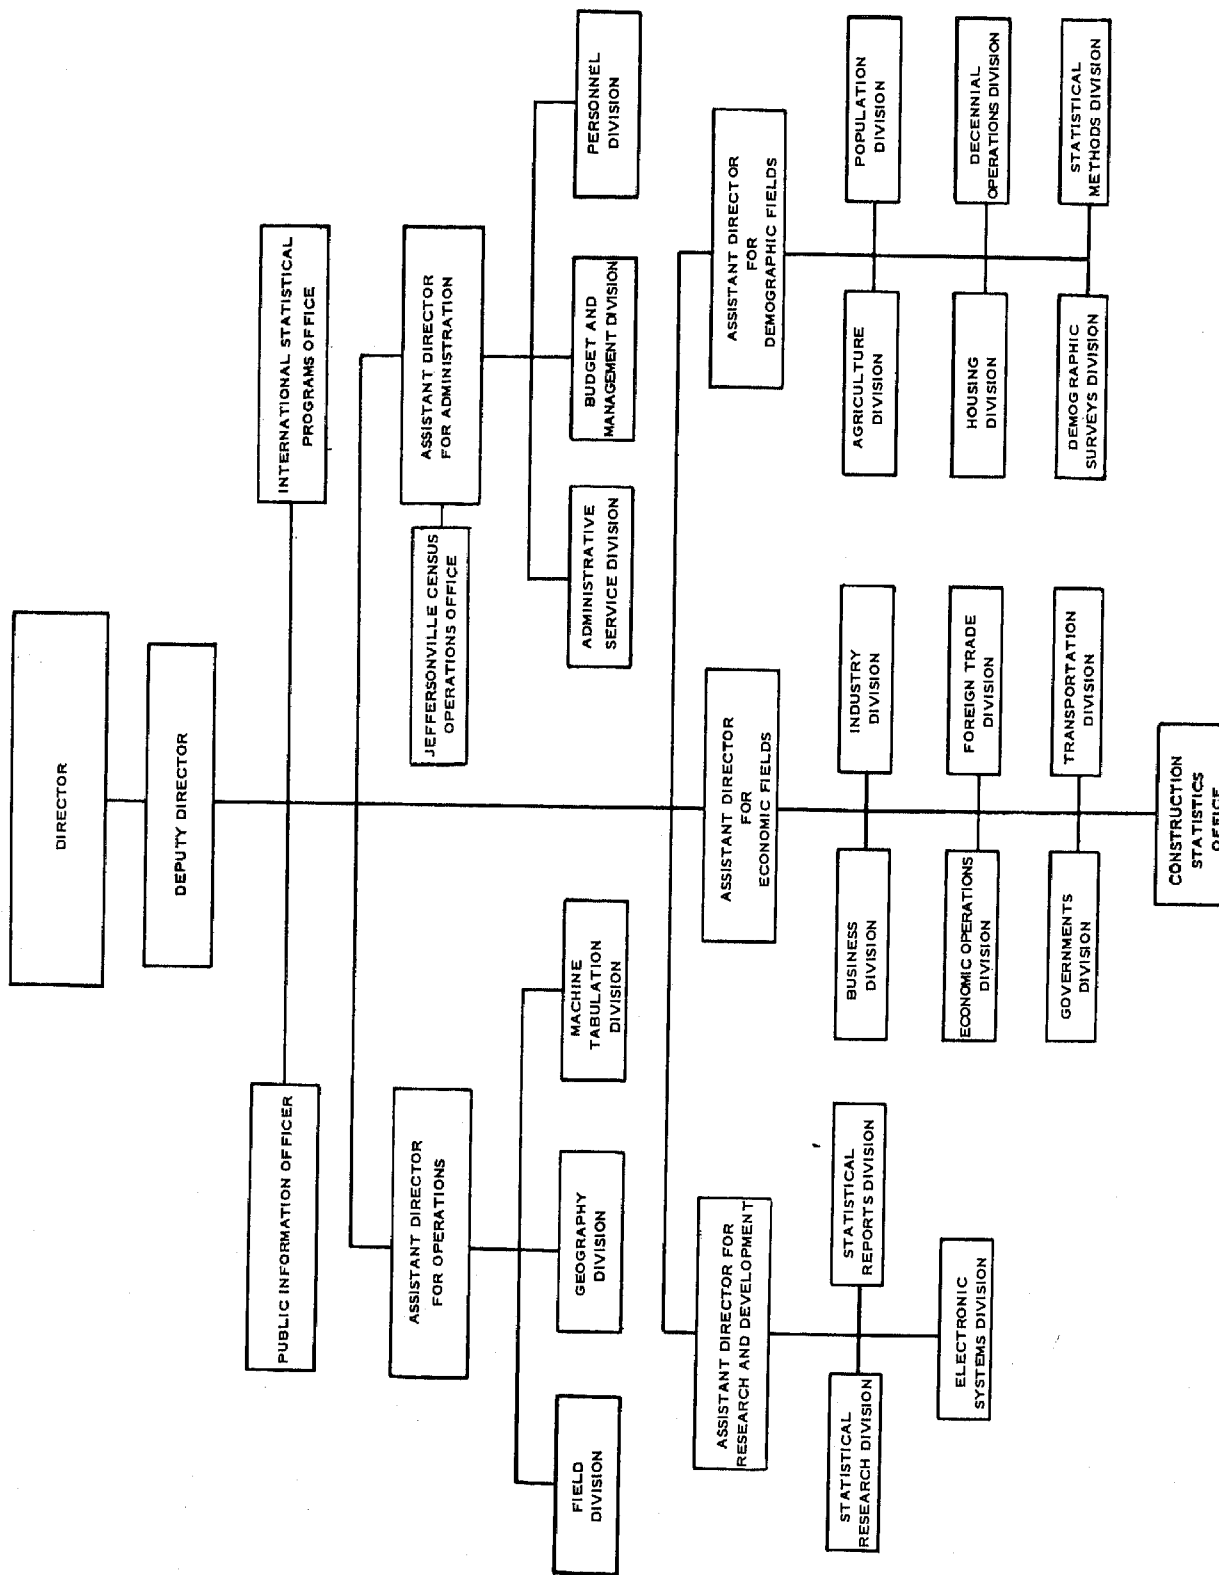 DIRECTOR
DEPUTY DIRECTOR
PUBLIC INFORMATION OFFICER
INTERNATIONAL STATISTICAL
PROGRAMS OFFICE
ASSISTANT DIRECTOR
FOR OPERATIONS
JEFFERSONVILLE CENSUS
OPERATIONS OFFICE
ASSISTANT DIRECTOR
FOR ADMINISTRATION
FIELD
DIVISION
GEOGRAPHY
DIVISION
MACHINE
TABULATION
DIVISION
ADMINISTRATIVE
SERVICE DIVISION
BUDGET AND
MANAGEMENT DIVISION
PERSONNEL
DIVISION
ASSISTANT DIRECTOR FOR
RESEARCH AND DEVELOPMENT
ASSISTANT DIRECTOR
FOR
ECONOMIC FIELDS
ASSISTANT DIRECTOR
FOR
DEMOGRAPHIC FIELDS
STATISTICAL
RESEARCH DIVISION
STATISTICAL
REPORTS DIVISION
BUSINESS
DIVISION
INDUSTRY
DIVISION
AGRICULTURE
DIVISION
POPULATION
DIVISION
ELECTRONIC
SYSTEMS DIVISION
ECONOMIC OPERATIONS
DIVISION
FOREIGN TRADE
DIVISION
HOUSING
DIVISION
DECENNIAL
OPERATIONS DIVISION
GOVERNMENTS
DIVISION
TRANSPORTATION
DIVISION
DEMOGRAPHIC
SURVEYS DIVISION
STATISTICAL
METHODS DIVISION
CONSTRUCTION
STATISTICS
OFFICE